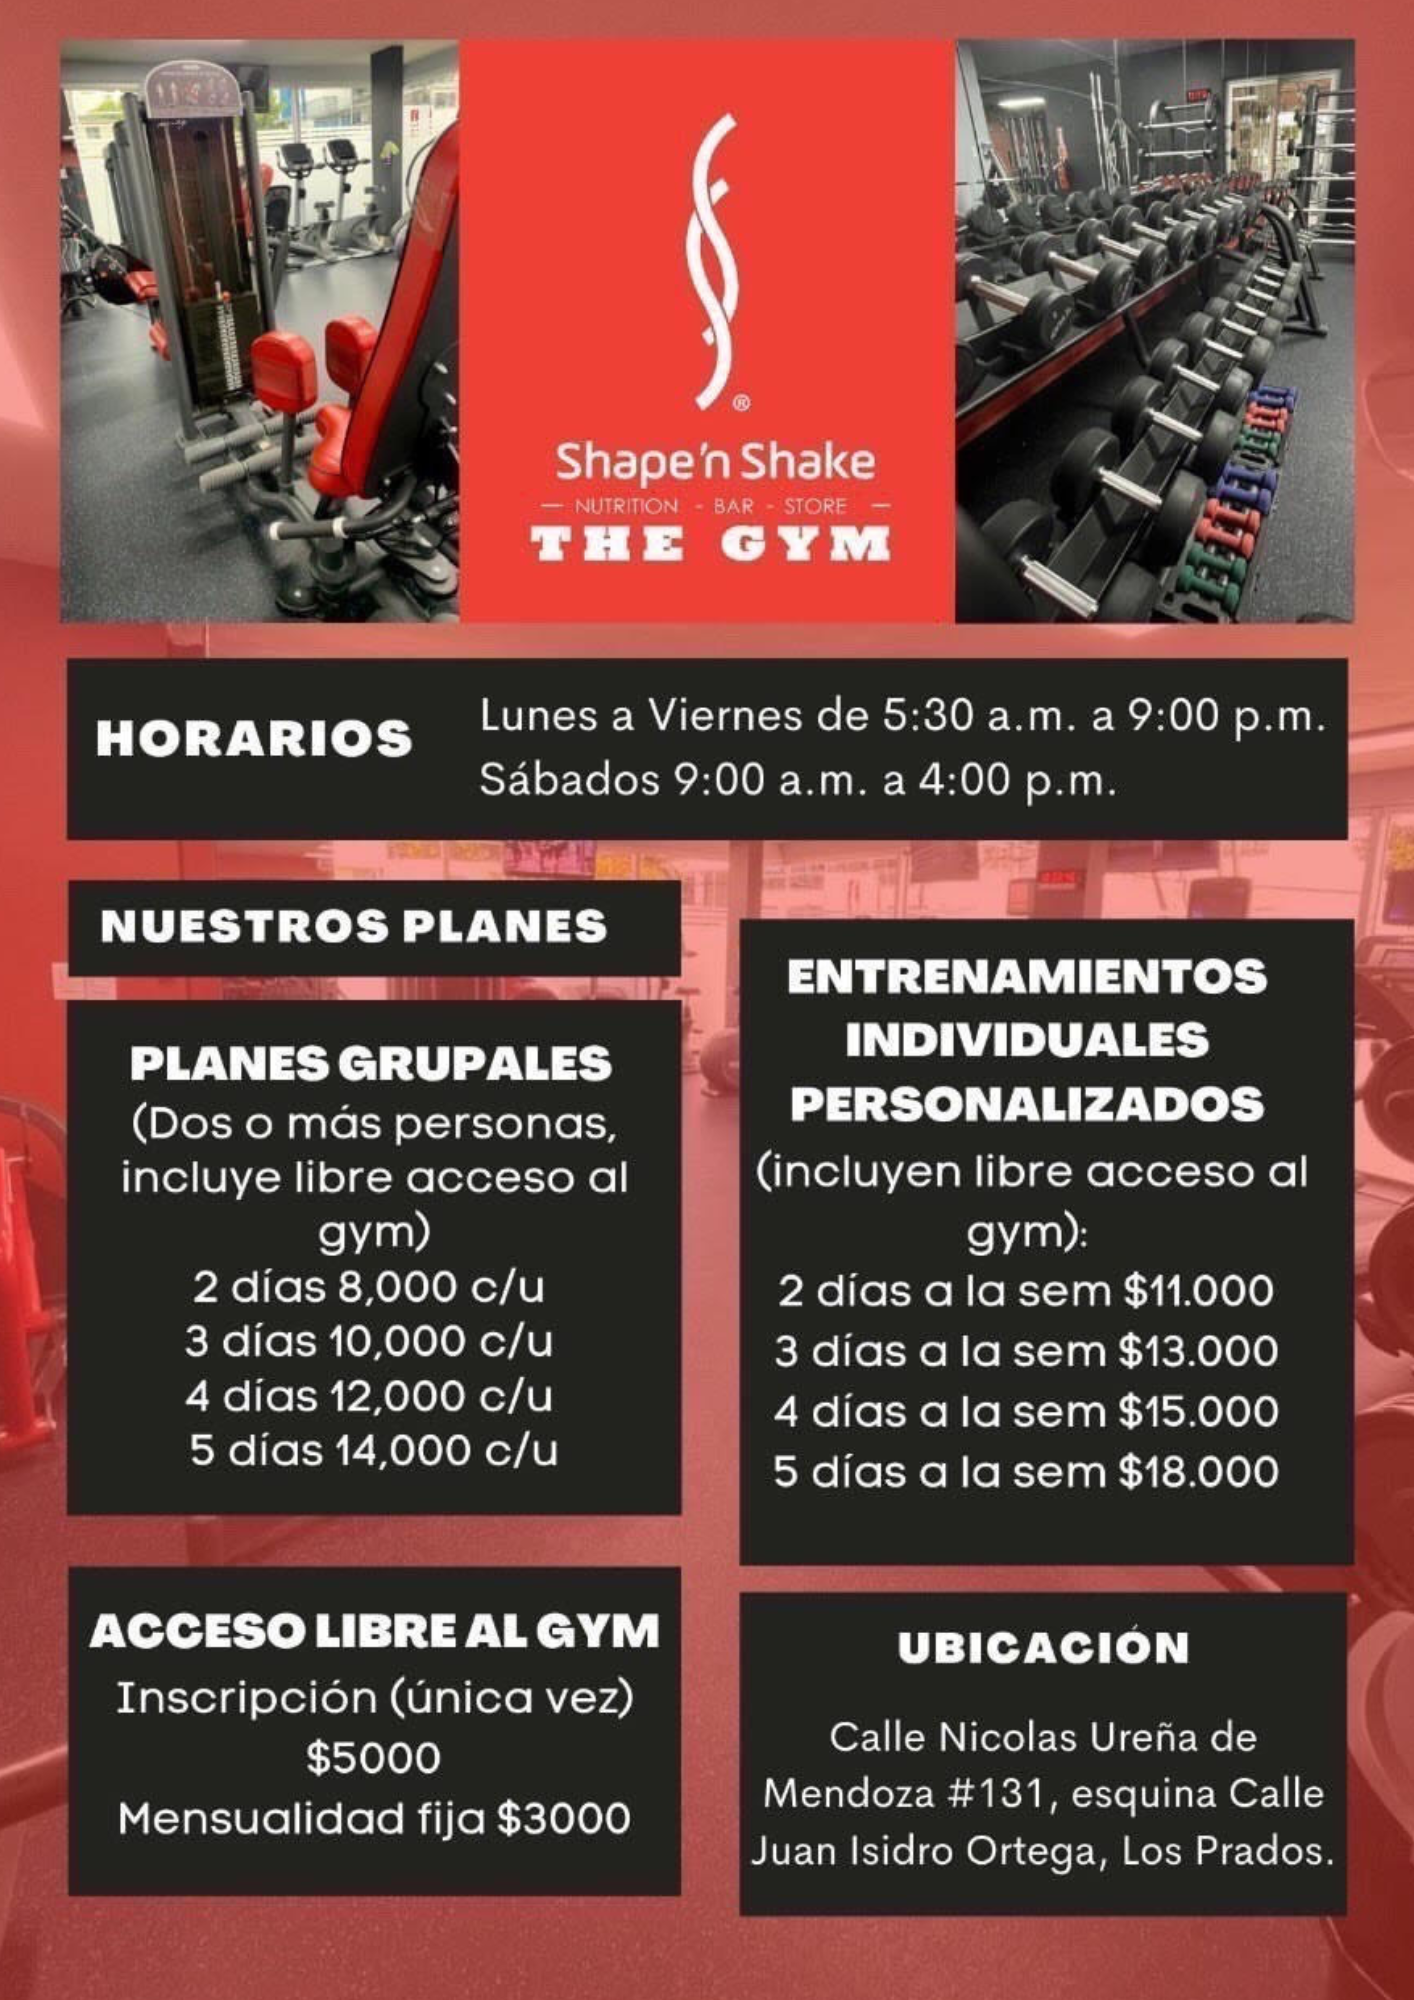 Shape'n Shake
NUTRITION - BAR - STORE
THE GYM
HORARIOS
Lunes a Viernes de 5:30 a.m. a 9:00 p.m.
Sábados 9:00 a.m. a 4:00 p.m.
NUESTROS PLANES
PLANES GRUPALES
(Dos o más personas,
incluye libre acceso al
gym)
2 días 8,000 c/u
3 días 10,000 c/u
4 días 12,000 c/u
5 días 14,000 c/u
ENTRENAMIENTOS
INDIVIDUALES
PERSONALIZADOS
(incluyen libre acceso al
gym):
2 días a la sem $11.000
3 días a la sem $13.000
4 días a la sem $15.000
5 días a la sem $18.000
ACCESO LIBRE AL GYM
Inscripción (única vez)
$5000
Mensualidad fija $3000
UBICACIÓN
Calle Nicolas Ureña de
Mendoza #131, esquina Calle
Juan Isidro Ortega, Los Prados.